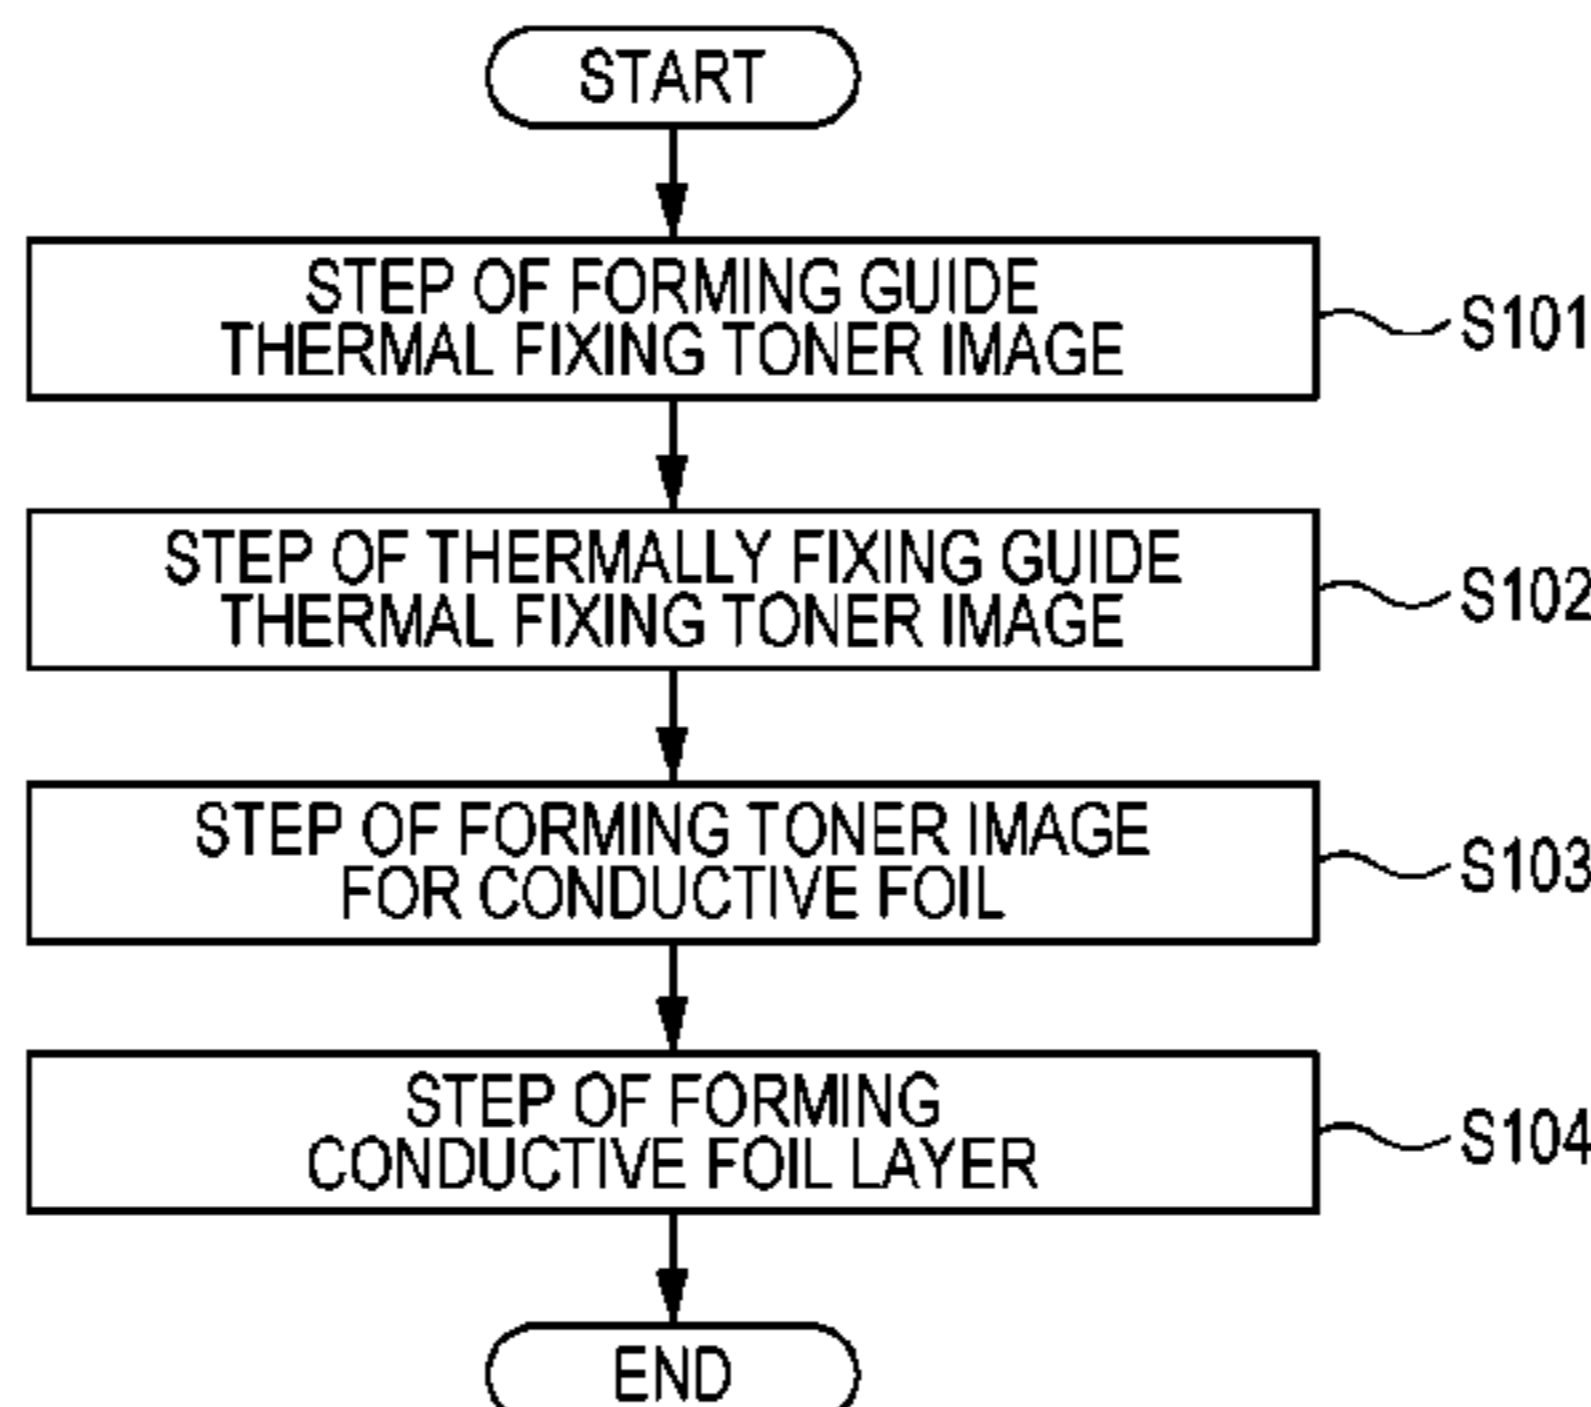 START
STEP OF FORMING GUIDE
THERMAL FIXING TONER IMAGE
S101
STEP OF THERMALLY FIXING GUIDE
THERMAL FIXING TONER IMAGE
S102
STEP OF FORMING TONER IMAGE
FOR CONDUCTIVE FOIL
S103
STEP OF FORMING
CONDUCTIVE FOIL LAYER
S104
END